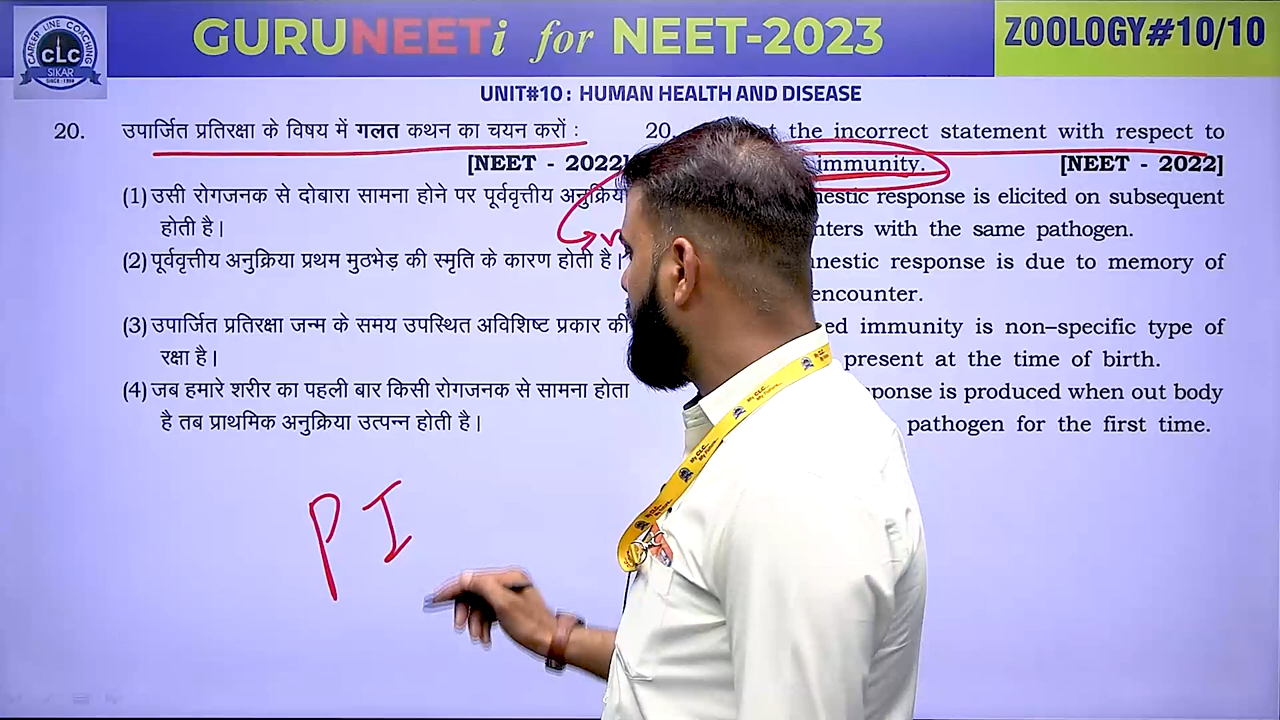 CAREER LINE COACHING
CLC
SIKAR
SINCE - 1996
GURUNEETi for NEET-2023
ZOOLOGY#10/10
UNIT#10 : HUMAN HEALTH AND DISEASE
20. उपार्जित प्रतिरक्षा के विषय में गलत कथन का चयन करों :
[NEET - 2022]
(1) उसी रोगजनक से दोबारा सामना होने पर पूर्ववृत्तीय अनुक्रिय
होती है।
(2) पूर्ववृत्तीय अनुक्रिया प्रथम मुठभेड़ की स्मृति के कारण होती है।
(3) उपार्जित प्रतिरक्षा जन्म के समय उपस्थित अविशिष्ट प्रकार की
रक्षा है।
(4) जब हमारे शरीर का पहली बार किसी रोगजनक से सामना होता
है तब प्राथमिक अनुक्रिया उत्पन्न होती है।
20. the incorrect statement with respect to
immunity. [NEET - 2022]
response is elicited on subsequent
with the same pathogen.
response is due to memory of
encounter.
immunity is non–specific type of
present at the time of birth.
is produced when out body
pathogen for the first time.
P I